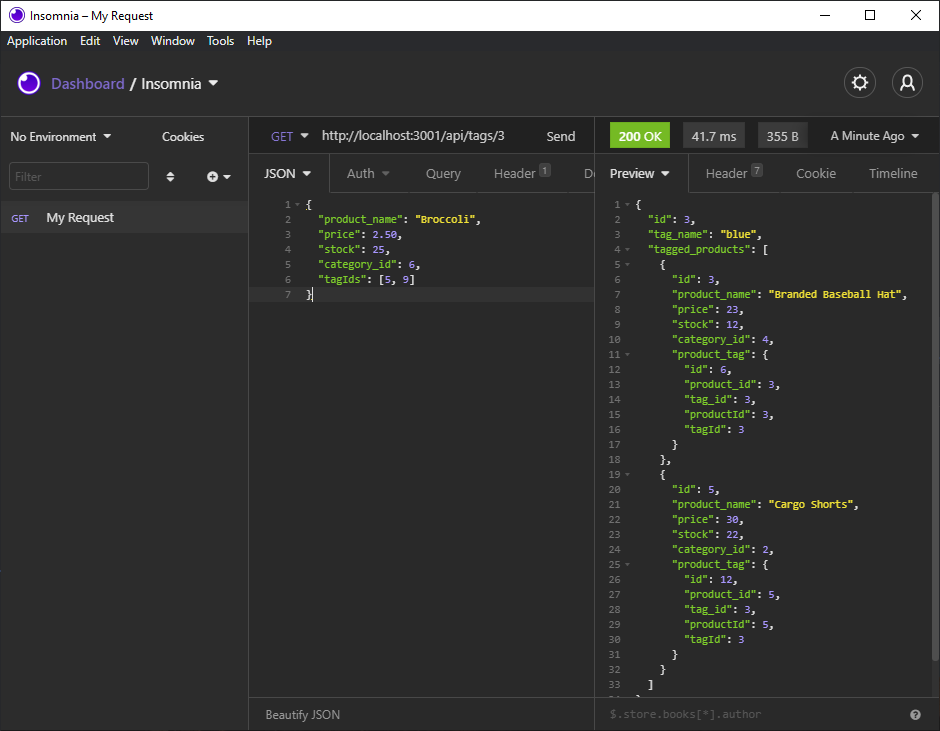 Insomnia – My Request
Application Edit View Window Tools Help
Dashboard / Insomnia
No Environment Cookies
Filter
GET My Request
GET http://localhost:3001/api/tags/3 Send
JSON Auth Query Header 1
1 {
2 "product_name": "Broccoli",
3 "price": 2.50,
4 "stock": 25,
5 "category_id": 6,
6 "tagIds": [5, 9]
7 }
Beautify JSON
200 OK 41.7 ms 355 B A Minute Ago
Preview Header 7 Cookie Timeline
1 {
2 "id": 3,
3 "tag_name": "blue",
4 "tagged_products": [
5 {
6 "id": 3,
7 "product_name": "Branded Baseball Hat",
8 "price": 23,
9 "stock": 12,
10 "category_id": 4,
11 "product_tag": {
12 "id": 6,
13 "product_id": 3,
14 "tag_id": 3,
15 "productId": 3,
16 "tagId": 3
17 }
18 },
19 {
20 "id": 5,
21 "product_name": "Cargo Shorts",
22 "price": 30,
23 "stock": 22,
24 "category_id": 2,
25 "product_tag": {
26 "id": 12,
27 "product_id": 5,
28 "tag_id": 3,
29 "productId": 5,
30 "tagId": 3
31 }
32 }
33 ]
$.store.books[*].author